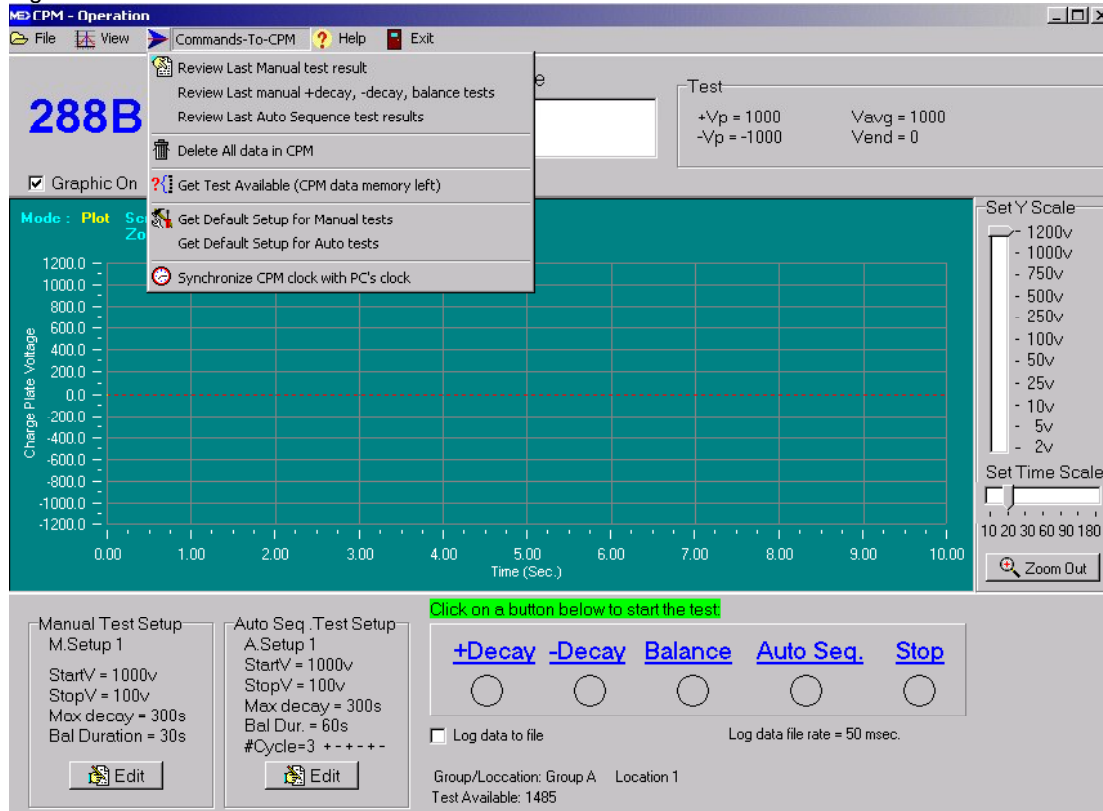 CPM - Operation
File View Commands-To-CPM ? Help Exit
Review Last Manual test result
Review Last manual +decay, -decay, balance tests
Review Last Auto Sequence test results
Delete All data in CPM
Get Test Available (CPM data memory left)
Get Default Setup for Manual tests
Get Default Setup for Auto tests
Synchronize CPM clock with PC's clock
288B
Graphic On
Test
+Vp = 1000 Vavg = 1000
-Vp = -1000 Vend = 0
Mode : Plot
Charge Plate Voltage
1200.0
1000.0
800.0
600.0
400.0
200.0
0.0
-200.0
-400.0
-600.0
-800.0
-1000.0
-1200.0
0.00 1.00 2.00 3.00 4.00 5.00 6.00 7.00 8.00 9.00 10.00
Time (Sec.)
Set Y Scale
- 1200v
- 1000v
- 750v
- 500v
- 250v
- 100v
- 50v
- 25v
- 10v
- 5v
- 2v
Set Time Scale
10 20 30 60 90 180
Zoom Out
Manual Test Setup
M.Setup 1
StartV = 1000v
StopV = 100v
Max decay = 300s
Bal Duration = 30s
Edit
Auto Seq .Test Setup
A.Setup 1
StartV = 1000v
StopV = 100v
Max decay = 300s
Bal Dur. = 60s
#Cycle=3 +-+-+-
Edit
Click on a button below to start the test:
+Decay -Decay Balance Auto Seq. Stop
Log data to file Log data file rate = 50 msec.
Group/Loccation: Group A Location 1
Test Available: 1485